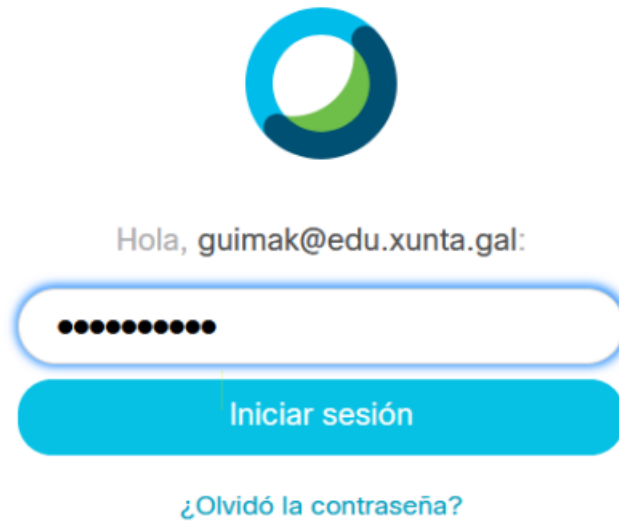 Hola, guimak@edu.xunta.gal:
••••••••••
Iniciar sesión
¿Olvidó la contraseña?